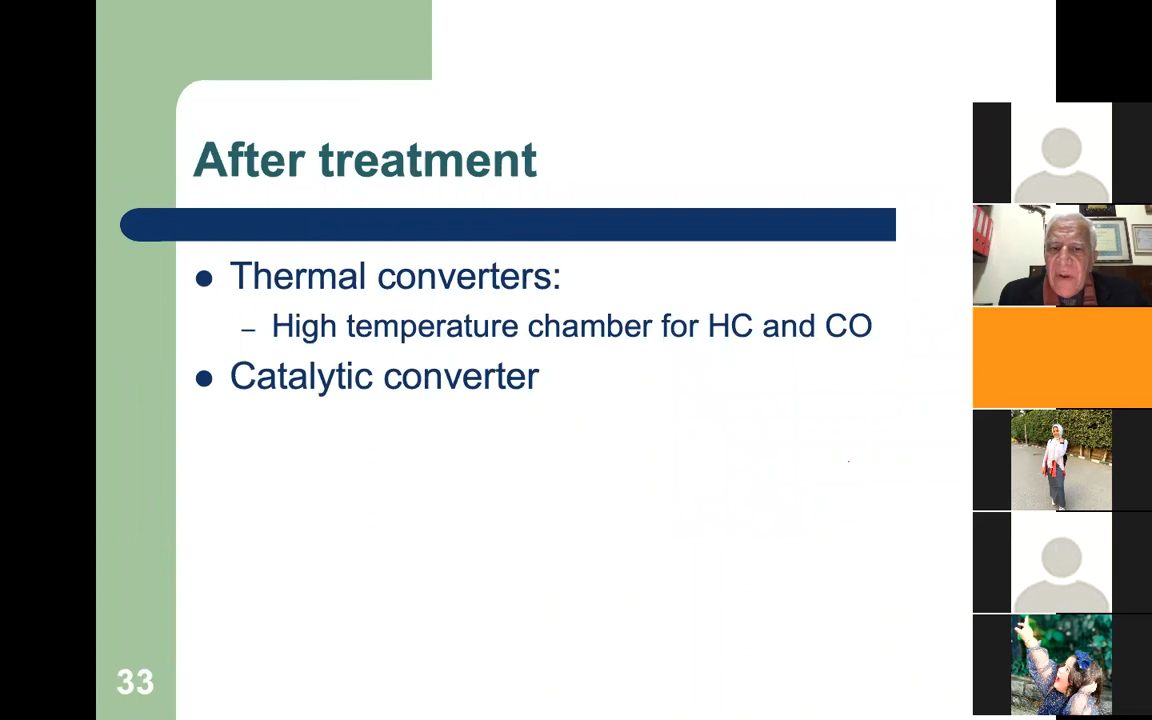 After treatment
● Thermal converters:
– High temperature chamber for HC and CO
● Catalytic converter
33